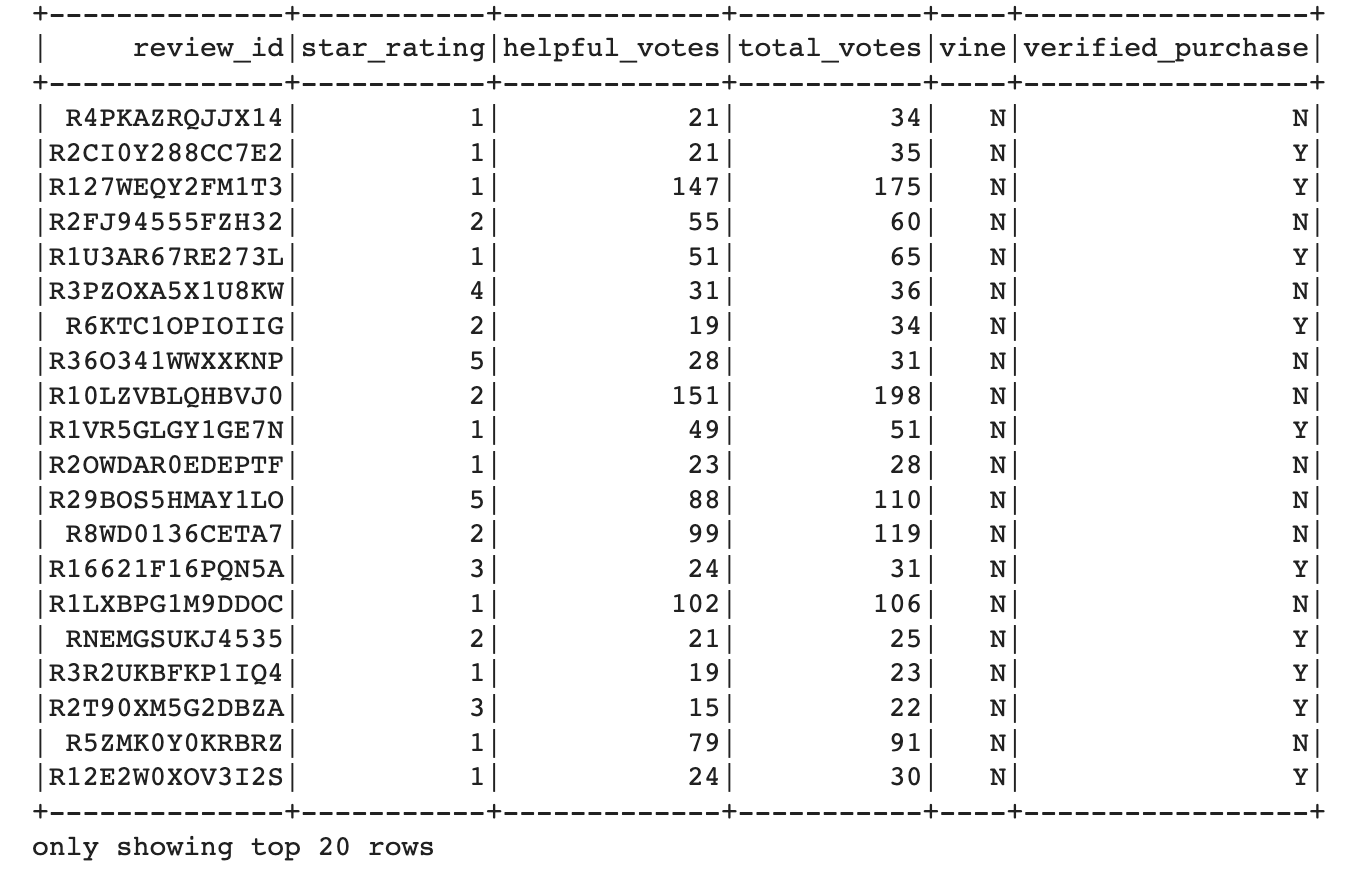 +--------------+-----------+-------------+-----------+----+-----------------+
|     review_id|star_rating|helpful_votes|total_votes|vine|verified_purchase|
+--------------+-----------+-------------+-----------+----+-----------------+
| R4PKAZRQJJX14|          1|           21|         34|   N|                N|
|R2CI0Y288CC7E2|          1|           21|         35|   N|                Y|
|R127WEQY2FM1T3|          1|          147|        175|   N|                Y|
|R2FJ94555FZH32|          2|           55|         60|   N|                N|
|R1U3AR67RE273L|          1|           51|         65|   N|                Y|
|R3PZOXA5X1U8KW|          4|           31|         36|   N|                N|
| R6KTC1OPIOIIG|          2|           19|         34|   N|                Y|
|R36O341WWXXKNP|          5|           28|         31|   N|                N|
|R10LZVBLQHBVJ0|          2|          151|        198|   N|                N|
|R1VR5GLGY1GE7N|          1|           49|         51|   N|                Y|
|R2OWDAR0EDEPTF|          1|           23|         28|   N|                N|
|R29BOS5HMAY1LO|          5|           88|        110|   N|                N|
| R8WD0136CETA7|          2|           99|        119|   N|                N|
|R16621F16PQN5A|          3|           24|         31|   N|                Y|
|R1LXBPG1M9DDOC|          1|          102|        106|   N|                N|
| RNEMGSUKJ4535|          2|           21|         25|   N|                Y|
|R3R2UKBFKP1IQ4|          1|           19|         23|   N|                Y|
|R2T90XM5G2DBZA|          3|           15|         22|   N|                Y|
| R5ZMK0Y0KRBRZ|          1|           79|         91|   N|                N|
|R12E2W0XOV3I2S|          1|           24|         30|   N|                Y|
+--------------+-----------+-------------+-----------+----+-----------------+
only showing top 20 rows